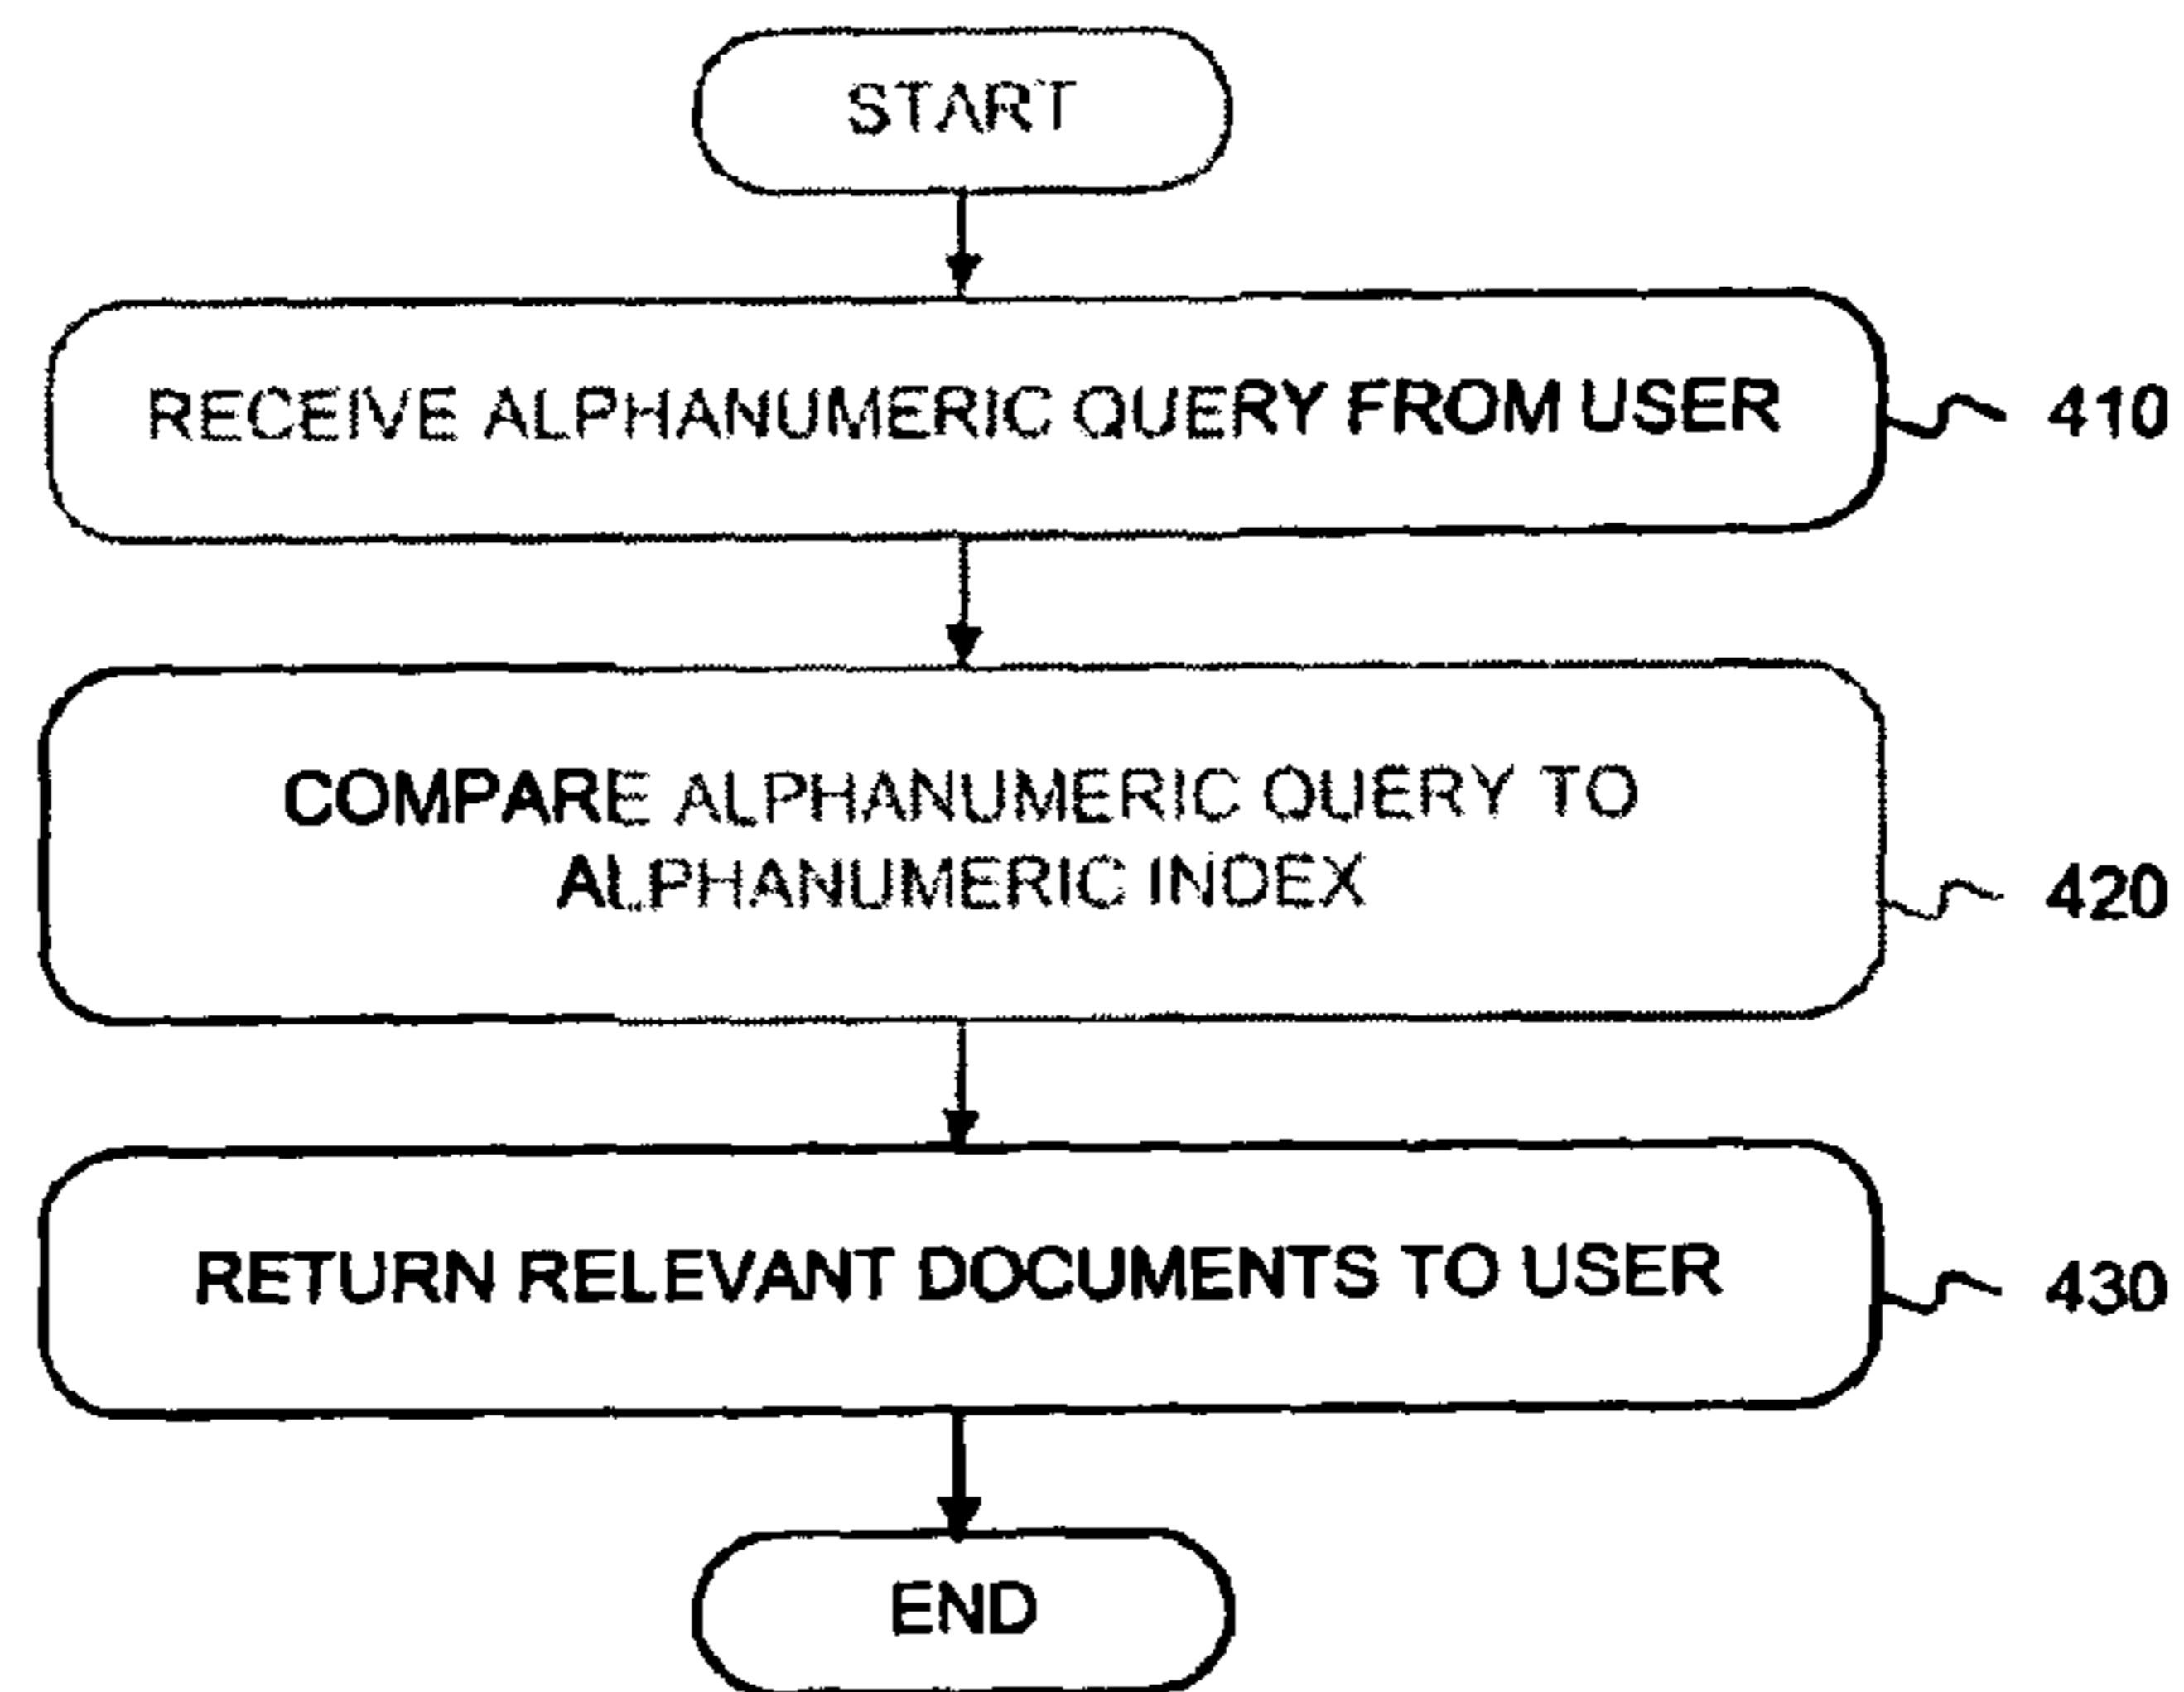 START
RECEIVE ALPHANUMERIC QUERY FROM USER
410
COMPARE ALPHANUMERIC QUERY TO
ALPHANUMERIC INDEX
420
RETURN RELEVANT DOCUMENTS TO USER
430
END